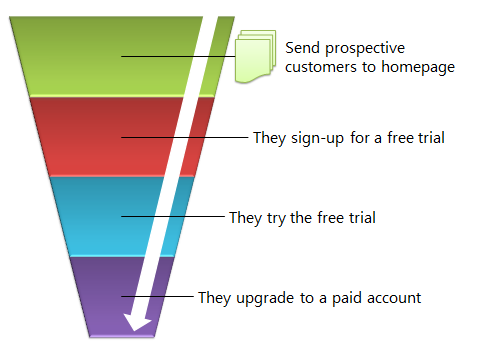 Send prospective
customers to homepage
They sign-up for a free trial
They try the free trial
They upgrade to a paid account